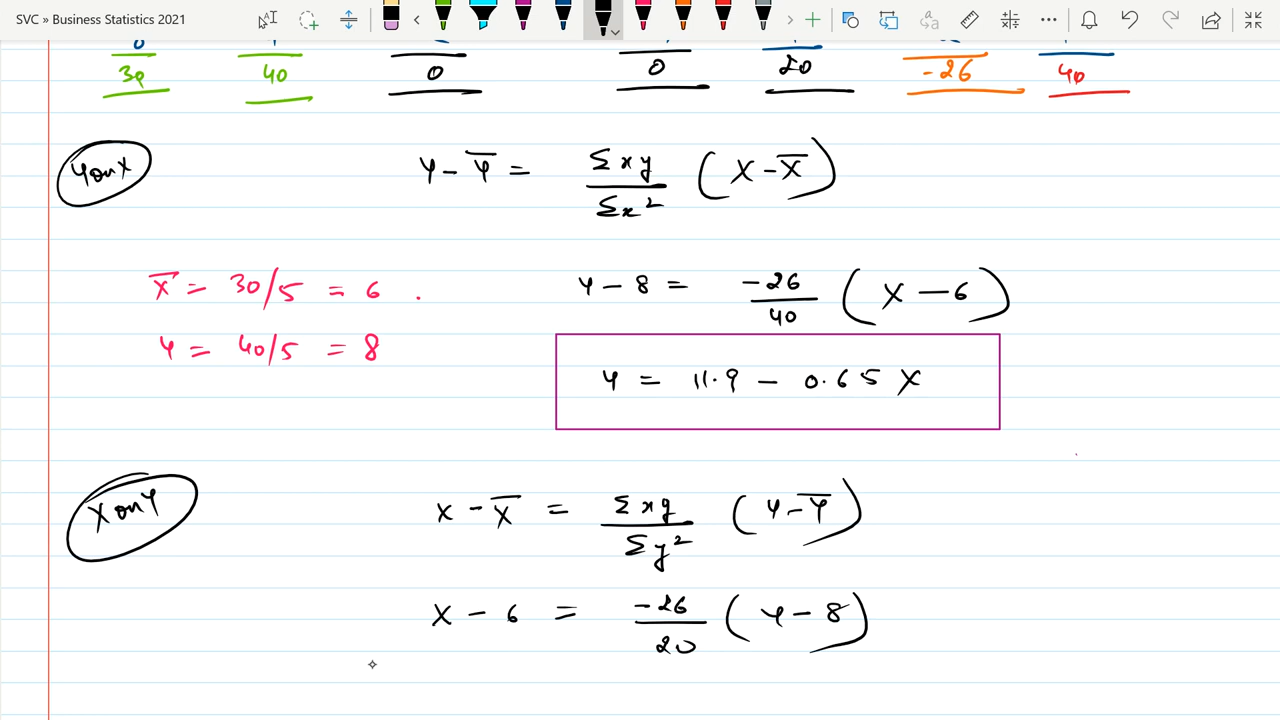 SVC » Business Statistics 2021
30 40 0 0 20 -26 40
Y on X
Y - Y̅ = Σxy / Σx² (X - X̅)
X̅ = 30/5 = 6 .
Y - 8 = -26 / 40 (X - 6)
Y = 40/5 = 8
Y = 11.9 - 0.65 X
X on Y
X - X̅ = Σxy / Σy² (Y - Y̅)
X - 6 = -26 / 20 (Y - 8)